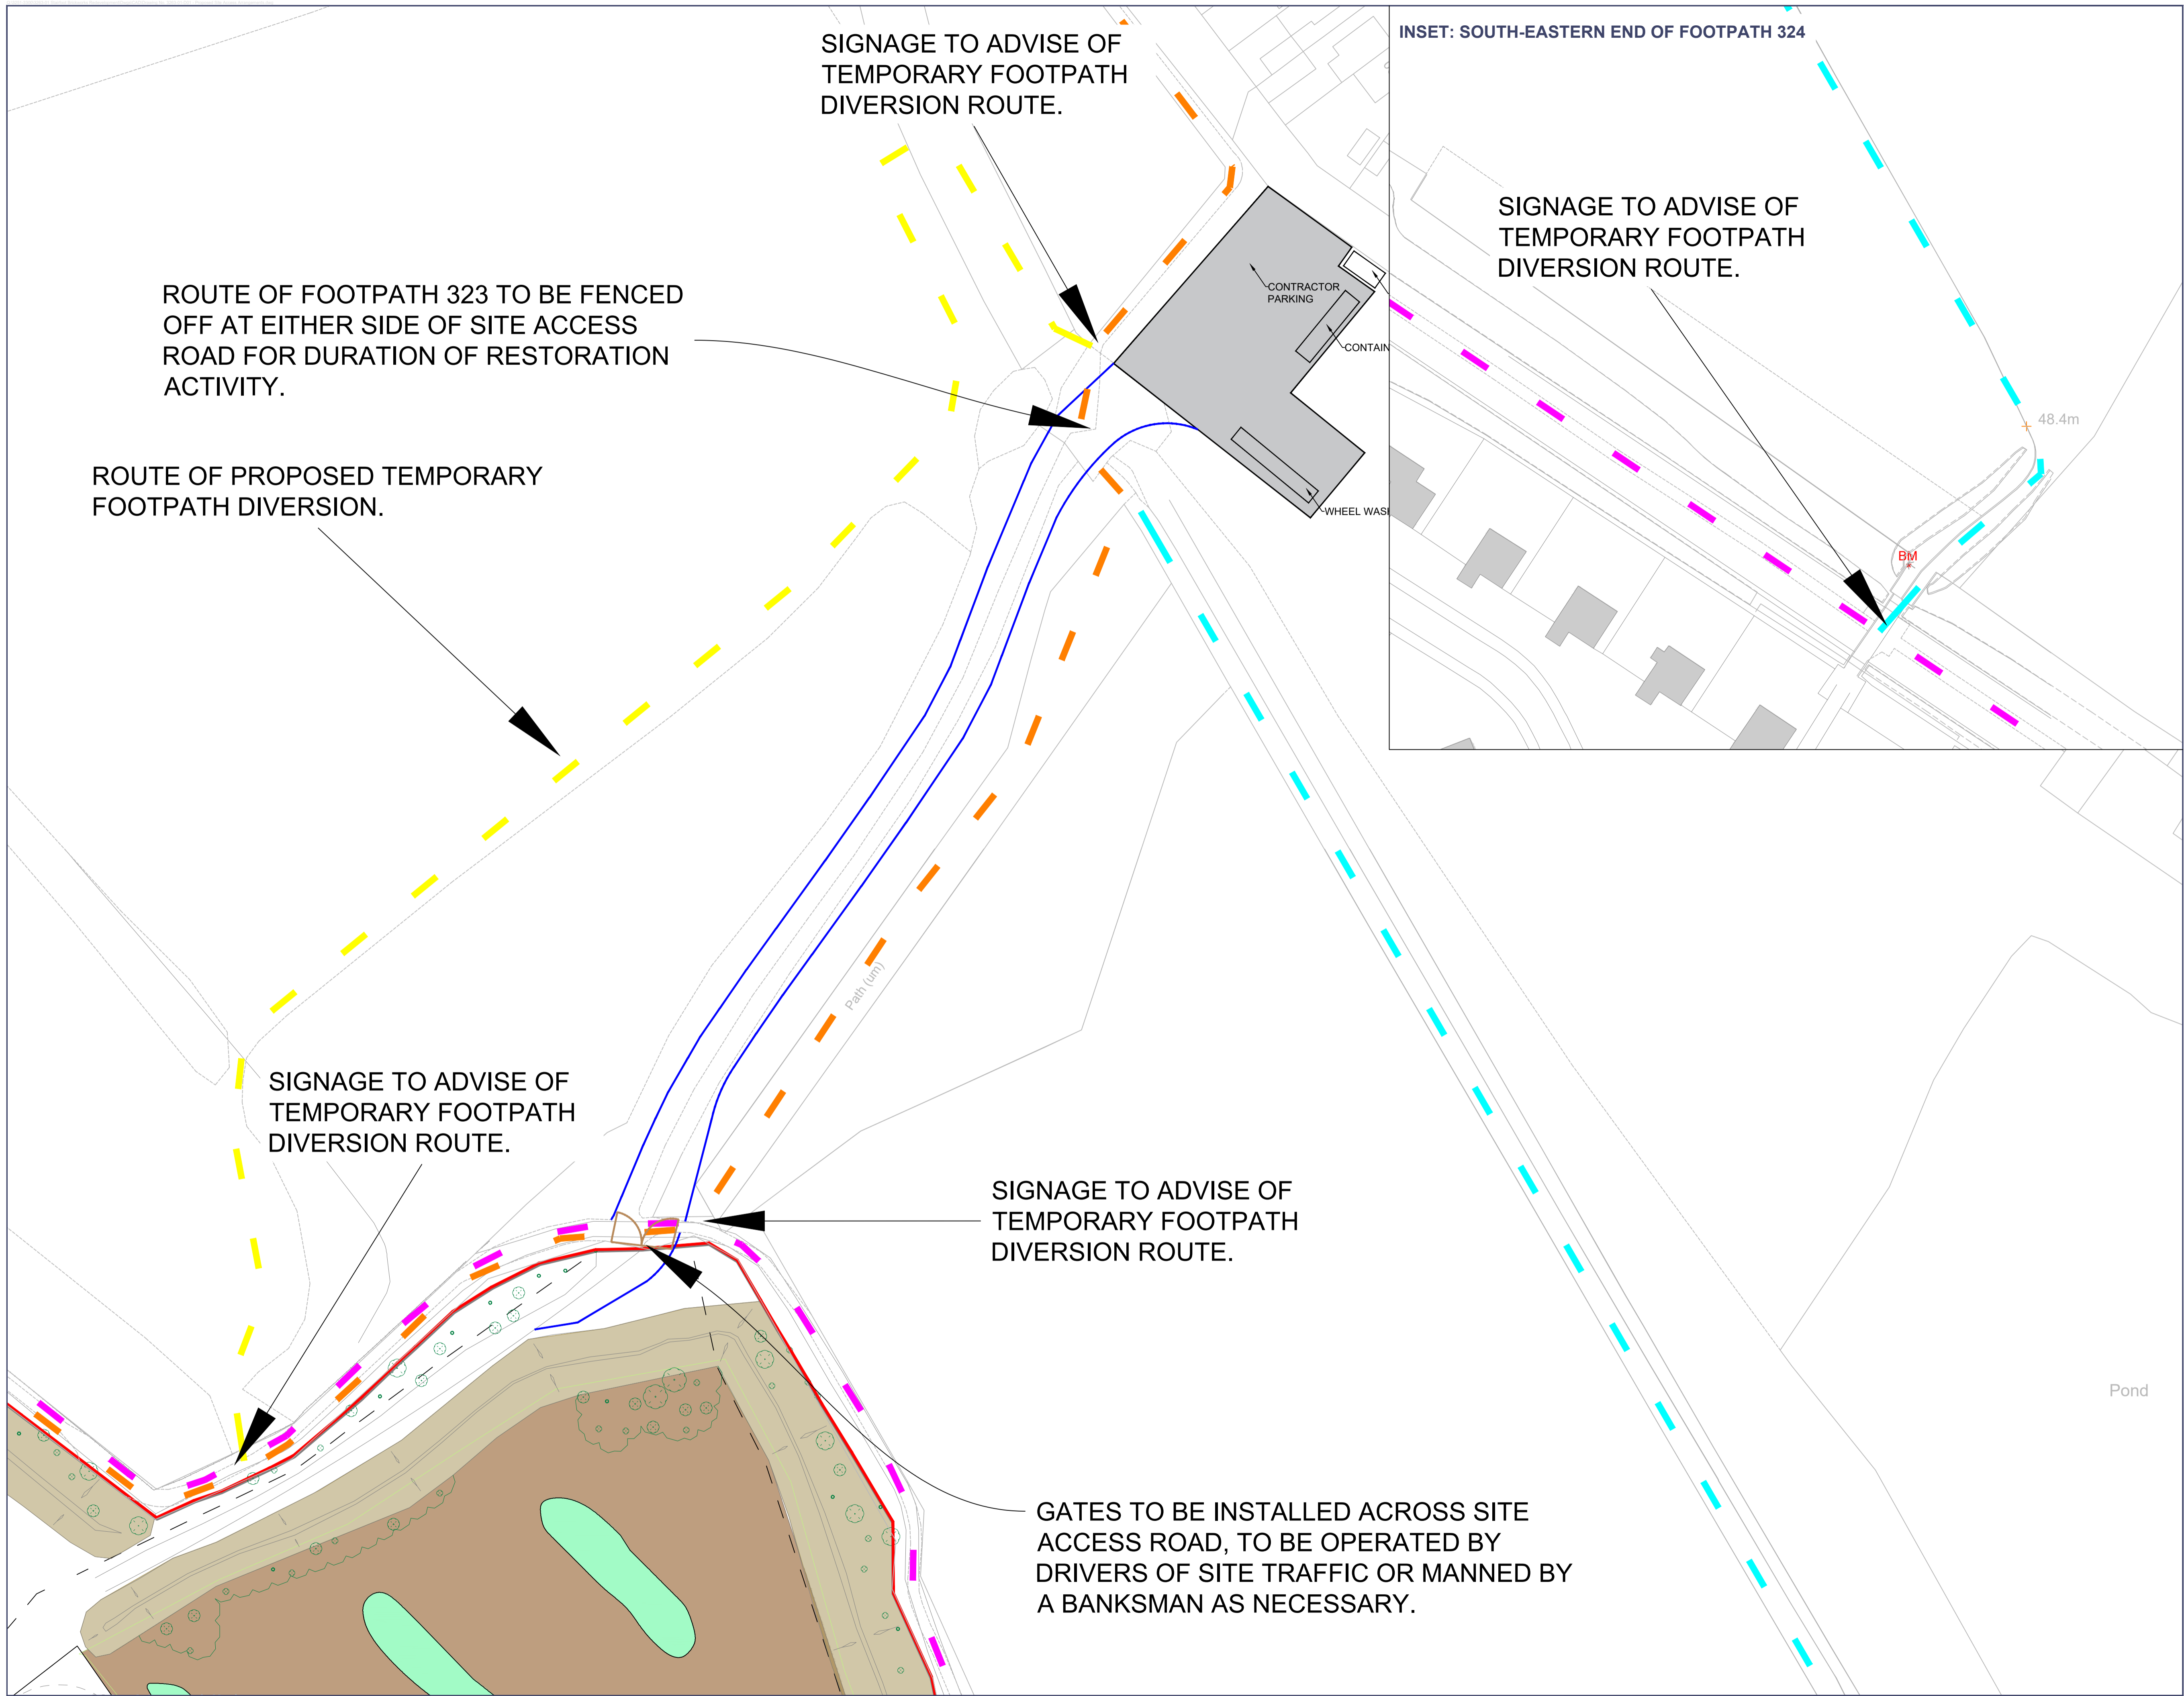 SIGNAGE TO ADVISE OF
TEMPORARY FOOTPATH
DIVERSION ROUTE.
INSET: SOUTH-EASTERN END OF FOOTPATH 324
SIGNAGE TO ADVISE OF
TEMPORARY FOOTPATH
DIVERSION ROUTE.
ROUTE OF FOOTPATH 323 TO BE FENCED
OFF AT EITHER SIDE OF SITE ACCESS
ROAD FOR DURATION OF RESTORATION
ACTIVITY.
CONTRACTOR
PARKING
CONTAIN
48.4m
ROUTE OF PROPOSED TEMPORARY
FOOTPATH DIVERSION.
WHEEL WAS
BM
Path (um)
SIGNAGE TO ADVISE OF
TEMPORARY FOOTPATH
DIVERSION ROUTE.
SIGNAGE TO ADVISE OF
TEMPORARY FOOTPATH
DIVERSION ROUTE.
Pond
GATES TO BE INSTALLED ACROSS SITE
ACCESS ROAD, TO BE OPERATED BY
DRIVERS OF SITE TRAFFIC OR MANNED BY
A BANKSMAN AS NECESSARY.